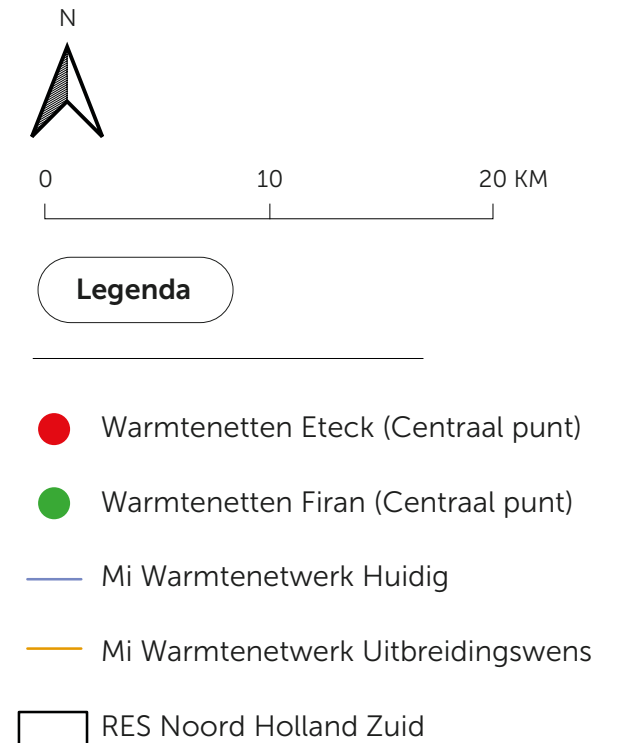 N
0 10 20 KM
Legenda
Warmtenetten Eteck (Centraal punt)
Warmtenetten Firan (Centraal punt)
Mi Warmtenetwerk Huidig
Mi Warmtenetwerk Uitbreidingswens
RES Noord Holland Zuid